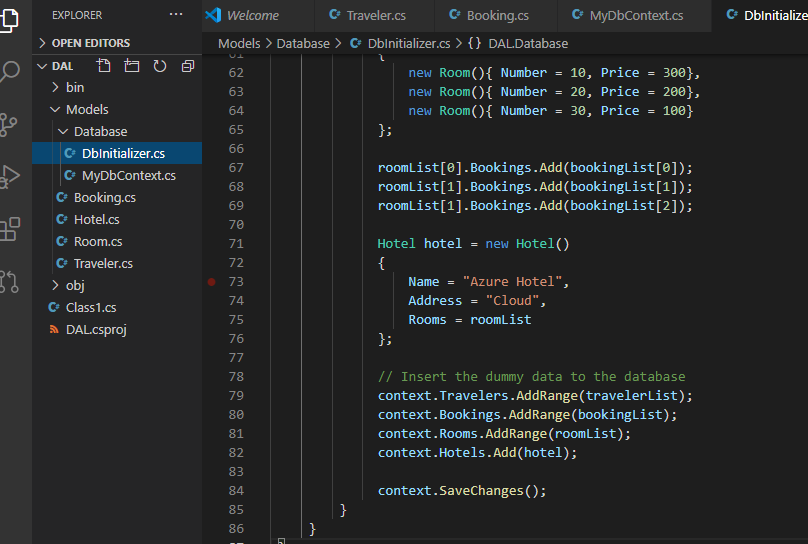 EXPLORER
OPEN EDITORS
DAL
bin
Models
Database
DbInitializer.cs
MyDbContext.cs
Booking.cs
Hotel.cs
Room.cs
Traveler.cs
obj
Class1.cs
DAL.csproj
Welcome Traveler.cs Booking.cs MyDbContext.cs DbInitialize
Models > Database > DbInitializer.cs > {} DAL.Database
61 {
62 new Room(){ Number = 10, Price = 300},
63 new Room(){ Number = 20, Price = 200},
64 new Room(){ Number = 30, Price = 100}
65 };
66
67 roomList[0].Bookings.Add(bookingList[0]);
68 roomList[1].Bookings.Add(bookingList[1]);
69 roomList[1].Bookings.Add(bookingList[2]);
70
71 Hotel hotel = new Hotel()
72 {
73 Name = "Azure Hotel",
74 Address = "Cloud",
75 Rooms = roomList
76 };
77
78 // Insert the dummy data to the database
79 context.Travelers.AddRange(travelerList);
80 context.Bookings.AddRange(bookingList);
81 context.Rooms.AddRange(roomList);
82 context.Hotels.Add(hotel);
83
84 context.SaveChanges();
85 }
86 }